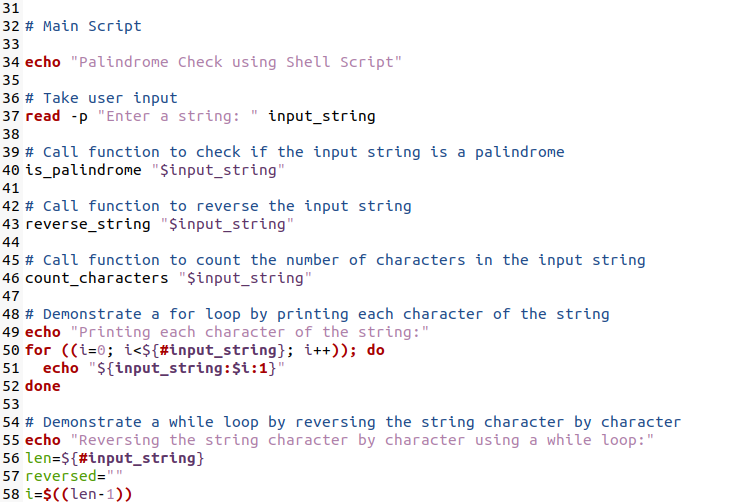 31
32 # Main Script
33
34 echo "Palindrome Check using Shell Script"
35
36 # Take user input
37 read -p "Enter a string: " input_string
38
39 # Call function to check if the input string is a palindrome
40 is_palindrome "$input_string"
41
42 # Call function to reverse the input string
43 reverse_string "$input_string"
44
45 # Call function to count the number of characters in the input string
46 count_characters "$input_string"
47
48 # Demonstrate a for loop by printing each character of the string
49 echo "Printing each character of the string:"
50 for ((i=0; i<${#input_string}; i++)); do
51   echo "${input_string:$i:1}"
52 done
53
54 # Demonstrate a while loop by reversing the string character by character
55 echo "Reversing the string character by character using a while loop:"
56 len=${#input_string}
57 reversed=""
58 i=$((len-1))